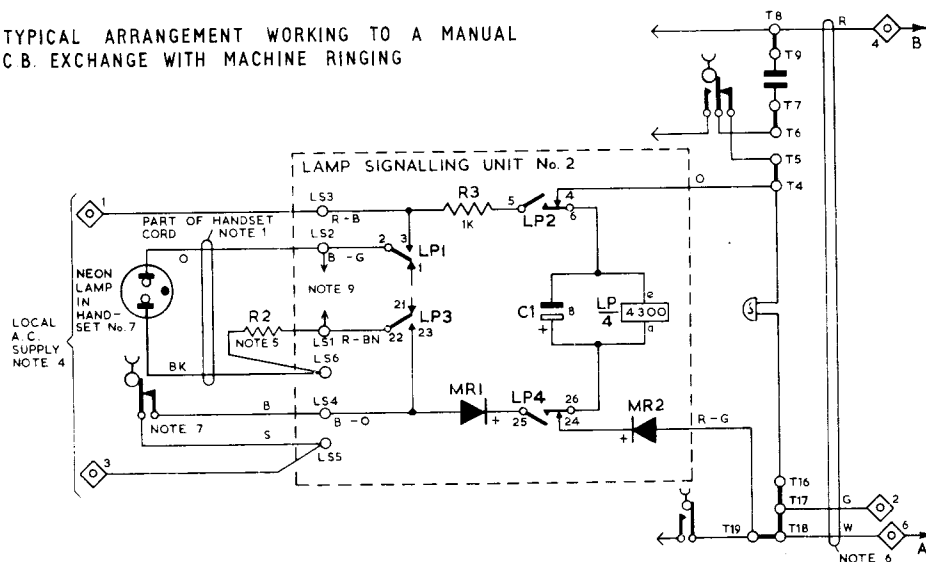 TYPICAL ARRANGEMENT WORKING TO A MANUAL
C.B. EXCHANGE WITH MACHINE RINGING
T8
R
4
B
T9
T7
T6
T5
T4
O
LAMP SIGNALLING UNIT No. 2
1
LS3
R-B
R3
1K
5
4
6
LP2
PART OF HANDSET
CORD
NOTE 1
LS2
B-G
2
3
LP1
1
O
NEON
LAMP
IN
HAND-
SET No. 7
NOTE 9
21
LP3
22
23
C1
8
+
LP
4
4300
e
a
S
LOCAL
A.C.
SUPPLY
NOTE 4
R2
NOTE 5
LS1
R-BN
LS6
BK
NOTE 7
B
LS4
B-O
MR1
+
LP4
25
26
24
MR2
+
R-G
S
LS5
3
T16
T17
G
2
T19
T18
W
6
A
NOTE 6